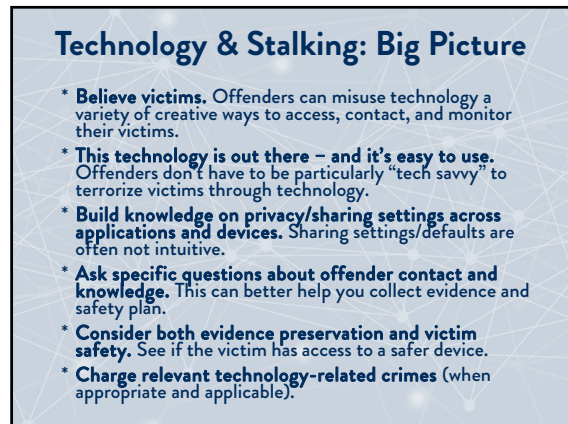 Technology & Stalking: Big Picture
* Believe victims. Offenders can misuse technology a
variety of creative ways to access, contact, and monitor
their victims.
* This technology is out there – and it's easy to use.
Offenders don't have to be particularly “tech savvy” to
terrorize victims through technology.
* Build knowledge on privacy/sharing settings across
applications and devices. Sharing settings/defaults are
often not intuitive.
* Ask specific questions about offender contact and
knowledge. This can better help you collect evidence and
safety plan.
* Consider both evidence preservation and victim
safety. See if the victim has access to a safer device.
* Charge relevant technology-related crimes (when
appropriate and applicable).